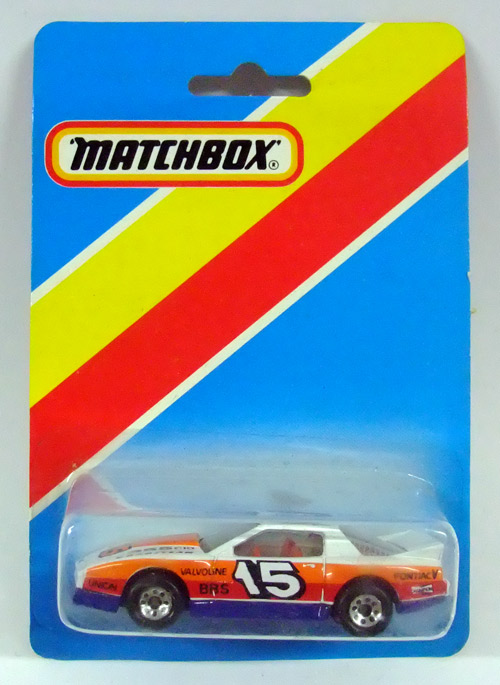 "MATCHBOX"
®
VALVOLINE
UNION
BRS
15
PONTIAC